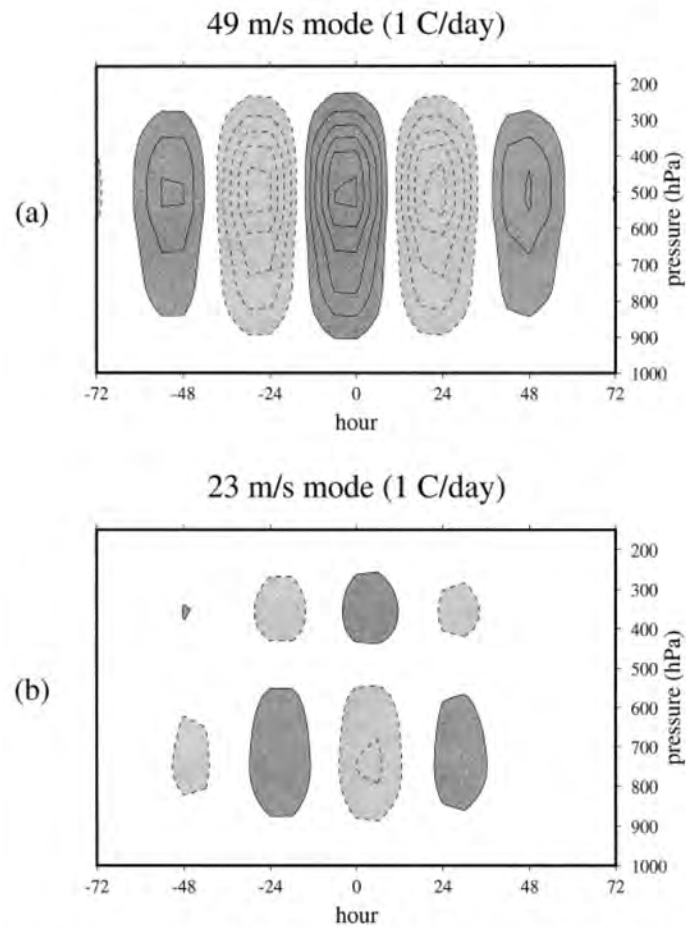 49 m/s mode (1 C/day)
(a)
200
300
400
500
600
700
800
900
1000
pressure (hPa)
-72 -48 -24 0 24 48 72
hour
23 m/s mode (1 C/day)
(b)
200
300
400
500
600
700
800
900
1000
pressure (hPa)
-72 -48 -24 0 24 48 72
hour